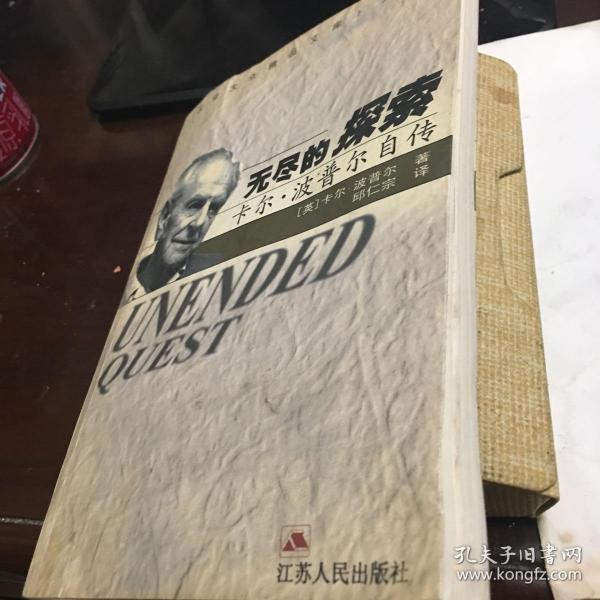 无尽的探索
卡尔·波普尔自传
[英]卡尔·波普尔 著
邱仁宗 译
UNENDED
QUEST
江苏人民出版社
孔夫子旧书网
www.kongfz.com